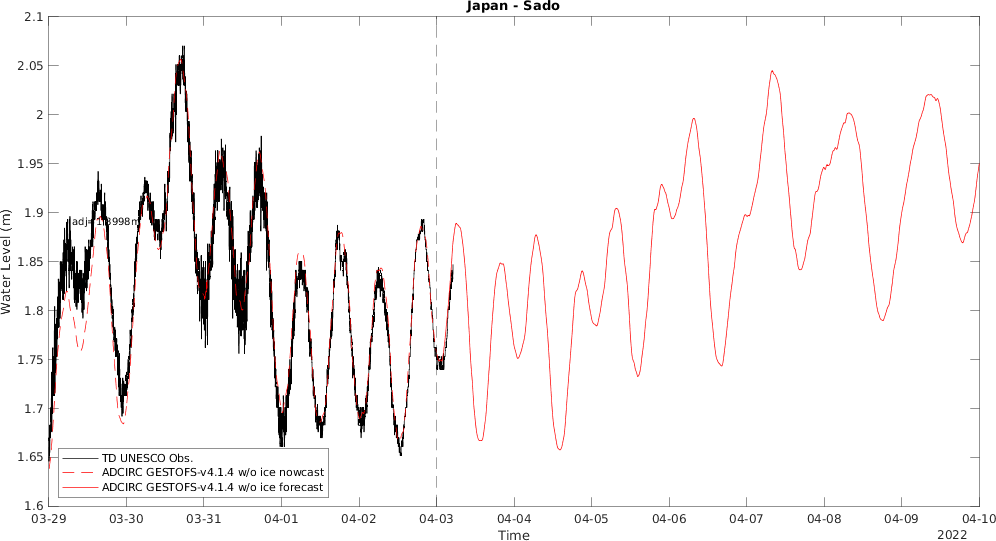 Japan - Sado
Water Level (m)
2.1
2.05
2
1.95
1.9
1.85
1.8
1.75
1.7
1.65
1.6
TD UNESCO Obs.
ADCIRC GESTOFS-v4.1.4 w/o ice nowcast
ADCIRC GESTOFS-v4.1.4 w/o ice forecast
03-29 03-30 03-31 04-01 04-02 04-03 04-04 04-05 04-06 04-07 04-08 04-09 04-10
Time
2022